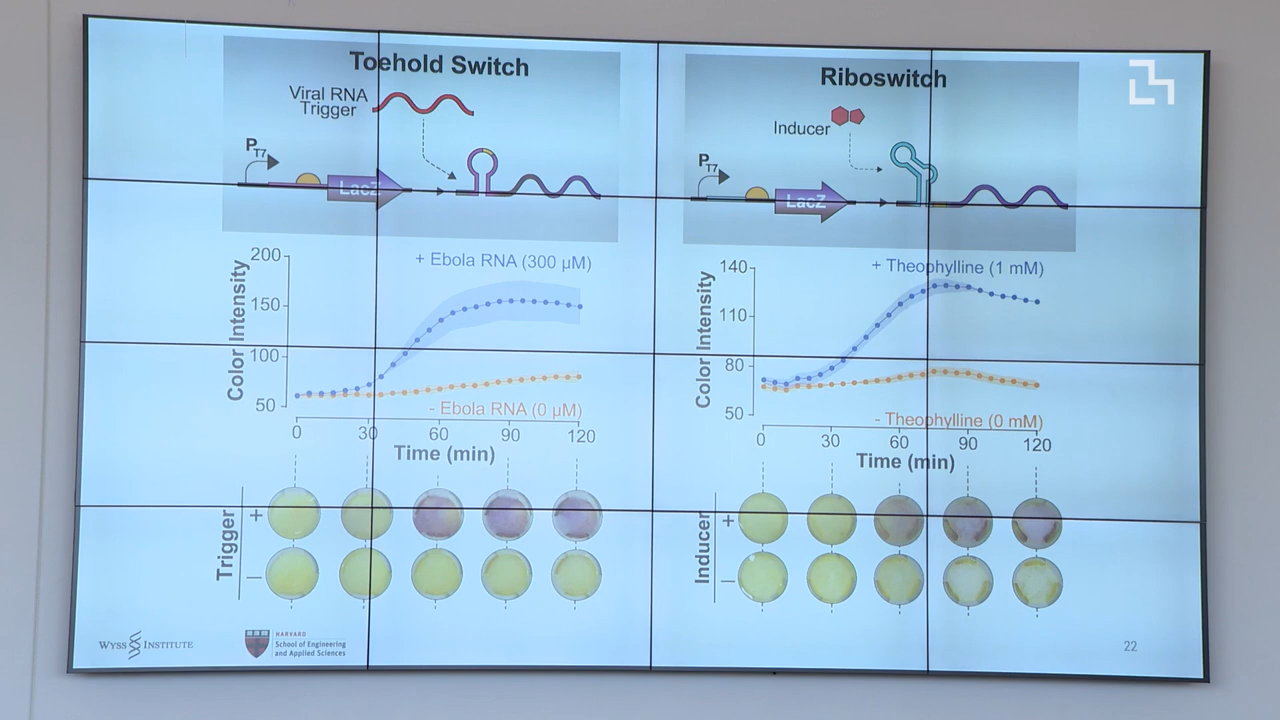 Toehold Switch
Viral RNA
Trigger
PT7
LacZ
+ Ebola RNA (300 µM)
200
150
100
50
Color Intensity
- Ebola RNA (0 µM)
0 30 60 90 120
Time (min)
Trigger
+
–
Riboswitch
Inducer
PT7
LacZ
+ Theophylline (1 mM)
140
110
80
50
Color Intensity
- Theophylline (0 mM)
0 30 60 90 120
Time (min)
Inducer
+
–
WYSS INSTITUTE
HARVARD
School of Engineering
and Applied Sciences
22